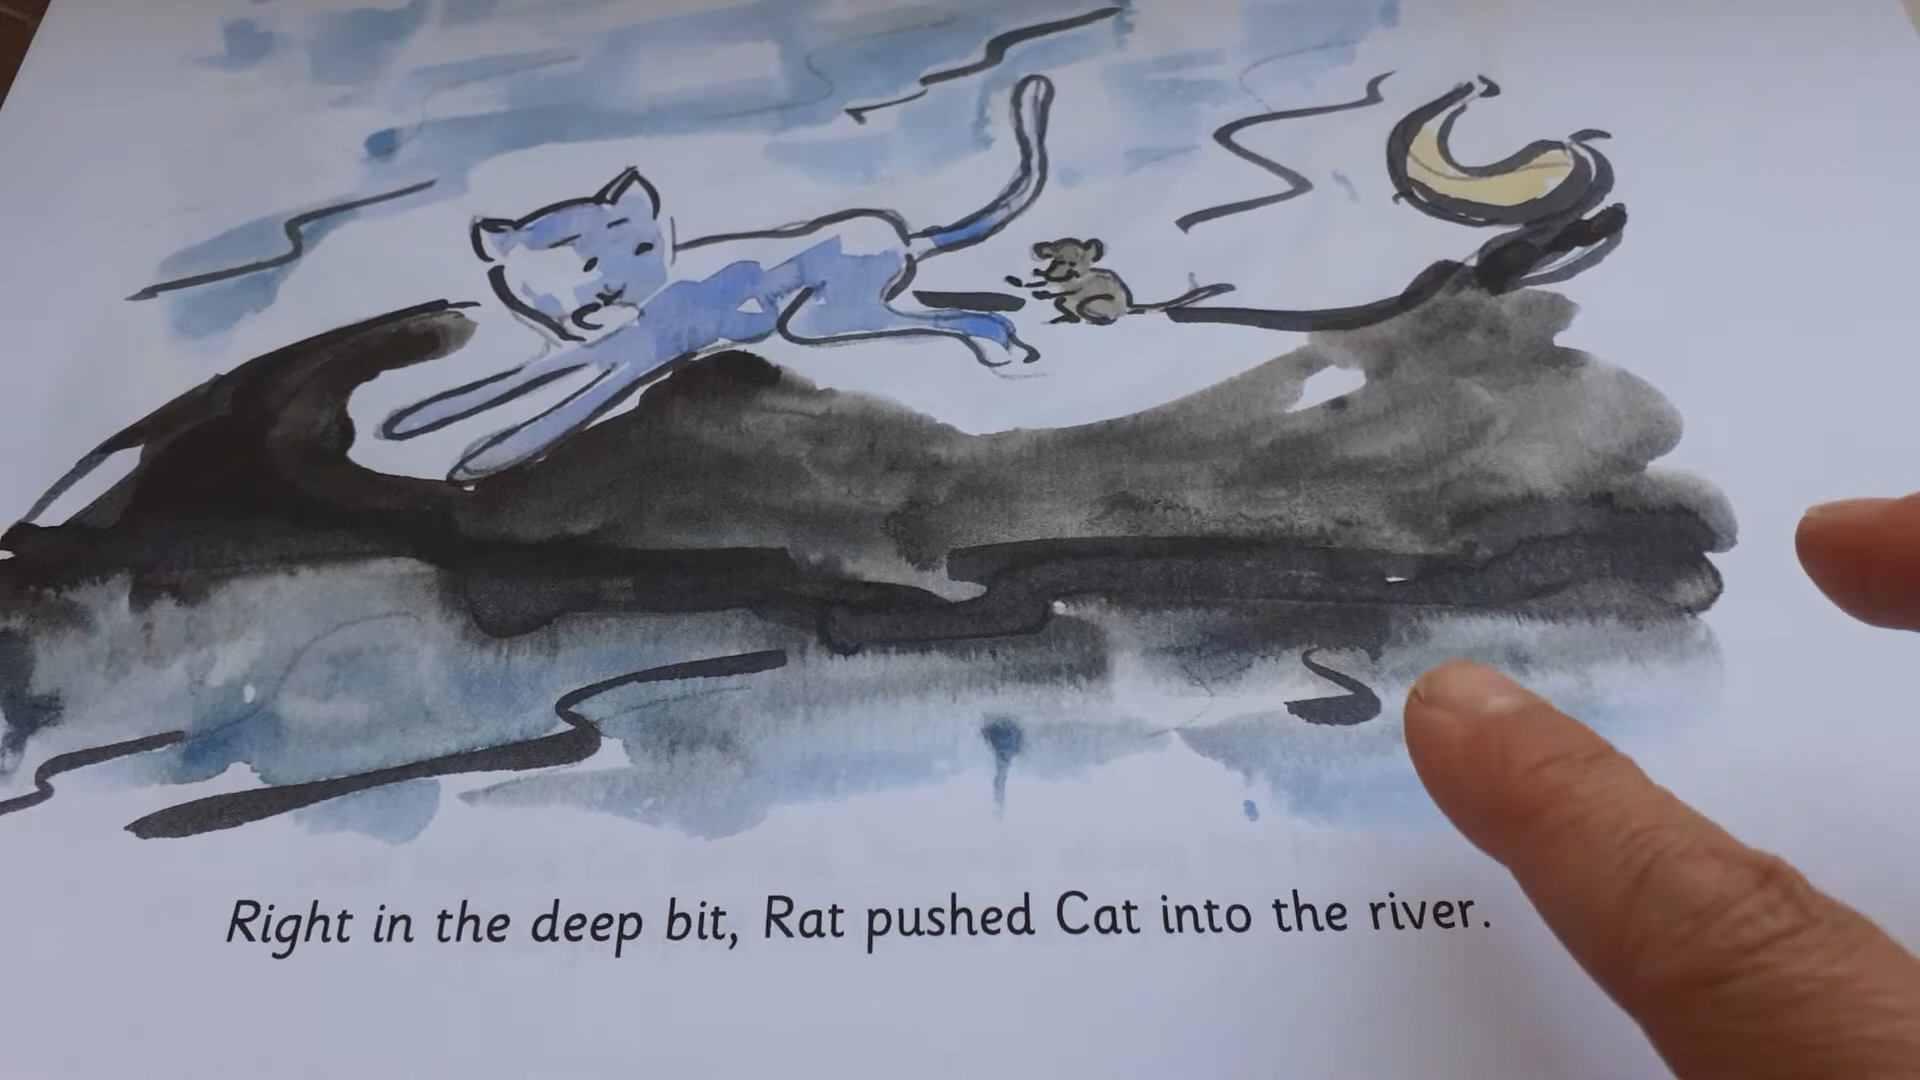 Right in the deep bit, Rat pushed Cat into the river.